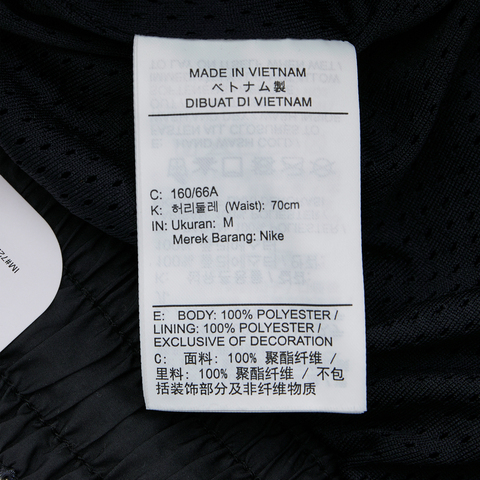 MADE IN VIETNAM
ベトナム製
DIBUAT DI VIETNAM
C: 160/66A
K: 허리둘레 (Waist): 70cm
IN: Ukuran: M
Merek Barang: Nike
E: BODY: 100% POLYESTER/
LINING: 100% POLYESTER/
EXCLUSIVE OF DECORATION
C: 面料: 100% 聚酯纤维/
里料: 100% 聚酯纤维/ 不包
括装饰部分及非纤维部分